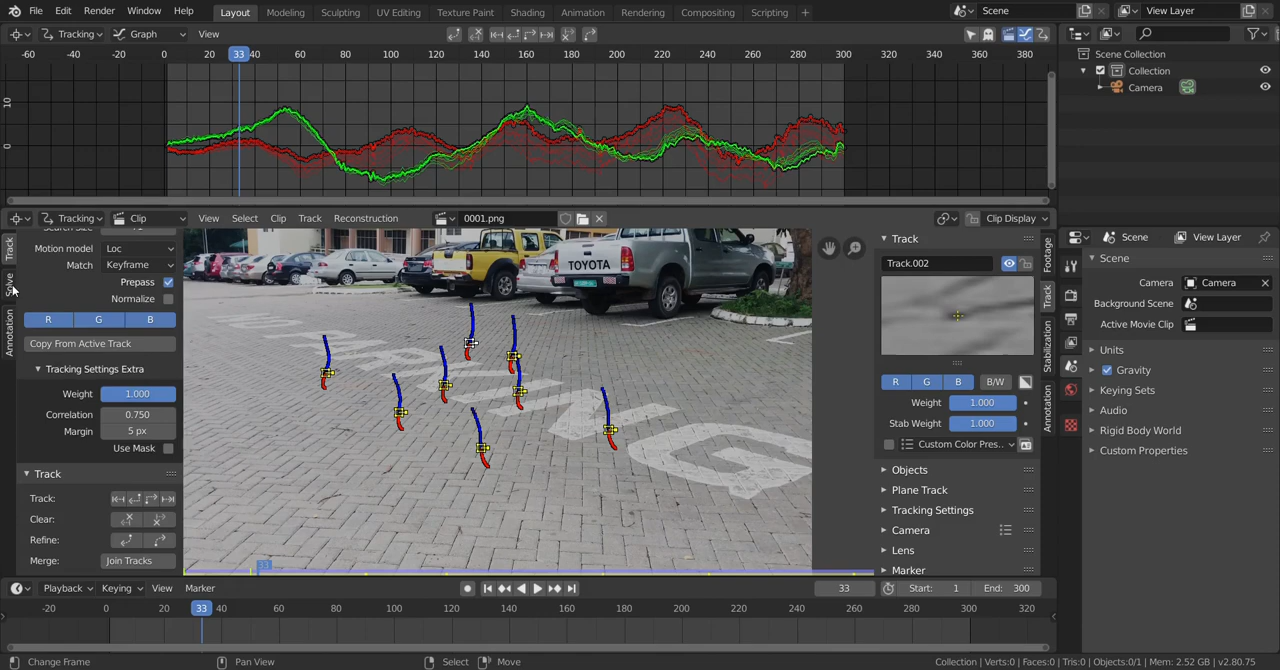 File Edit Render Window Help Layout Modeling Sculpting UV Editing Texture Paint Shading Animation Rendering Compositing Scripting + Scene View Layer
Tracking Graph View
-60 -20 0 20 33 40 60 80 100 120 140 160 180 200 220 240 260 280 300 320 340 360 380
10
0
Scene Collection
Collection
Camera
Tracking Clip View Select Clip Track Reconstruction 0001.png Clip Display
Track
Solve
Annotation
Motion model Loc
Match Keyframe
Prepass
Normalize
R G B
Copy From Active Track
Tracking Settings Extra
Weight 1.000
Correlation 0.750
Margin 5 px
Use Mask
Track
Track:
Clear:
Refine:
Merge: Join Tracks
TOYOTA
PARKING
33
Track
Track.002
R G B B/W
Weight 1.000
Stab Weight 1.000
Custom Color Pres..
Objects
Plane Track
Tracking Settings
Camera
Lens
Marker
Footage
Track
Stabilization
Annotation
Scene View Layer
Scene
Camera Camera
Background Scene
Active Movie Clip
Units
Gravity
Keying Sets
Audio
Rigid Body World
Custom Properties
Playback Keying View Marker 33 Start: 1 End: 300
-20 0 20 33 40 60 80 100 120 140 160 180 200 220 240 260 280 300 320
Change Frame Pan View Select Move Collection | Verts:0 | Faces:0 | Tris:0 | Objects:0/1 | Mem: 2.52 GB | v2.80.75